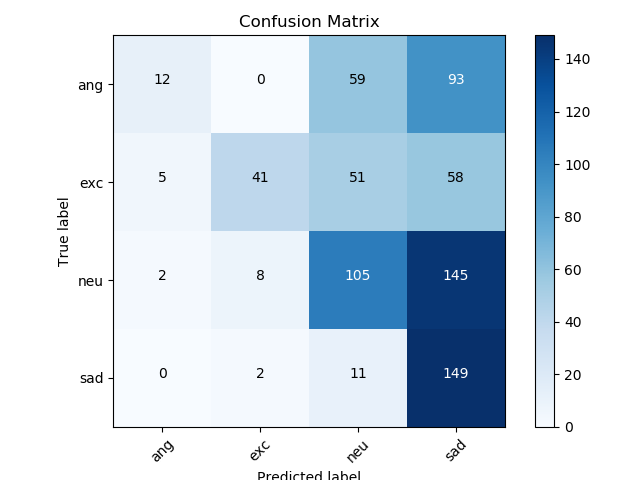 Confusion Matrix
True label
ang 12 0 59 93
exc 5 41 51 58
neu 2 8 105 145
sad 0 2 11 149
ang exc neu sad
Predicted label
140
120
100
80
60
40
20
0